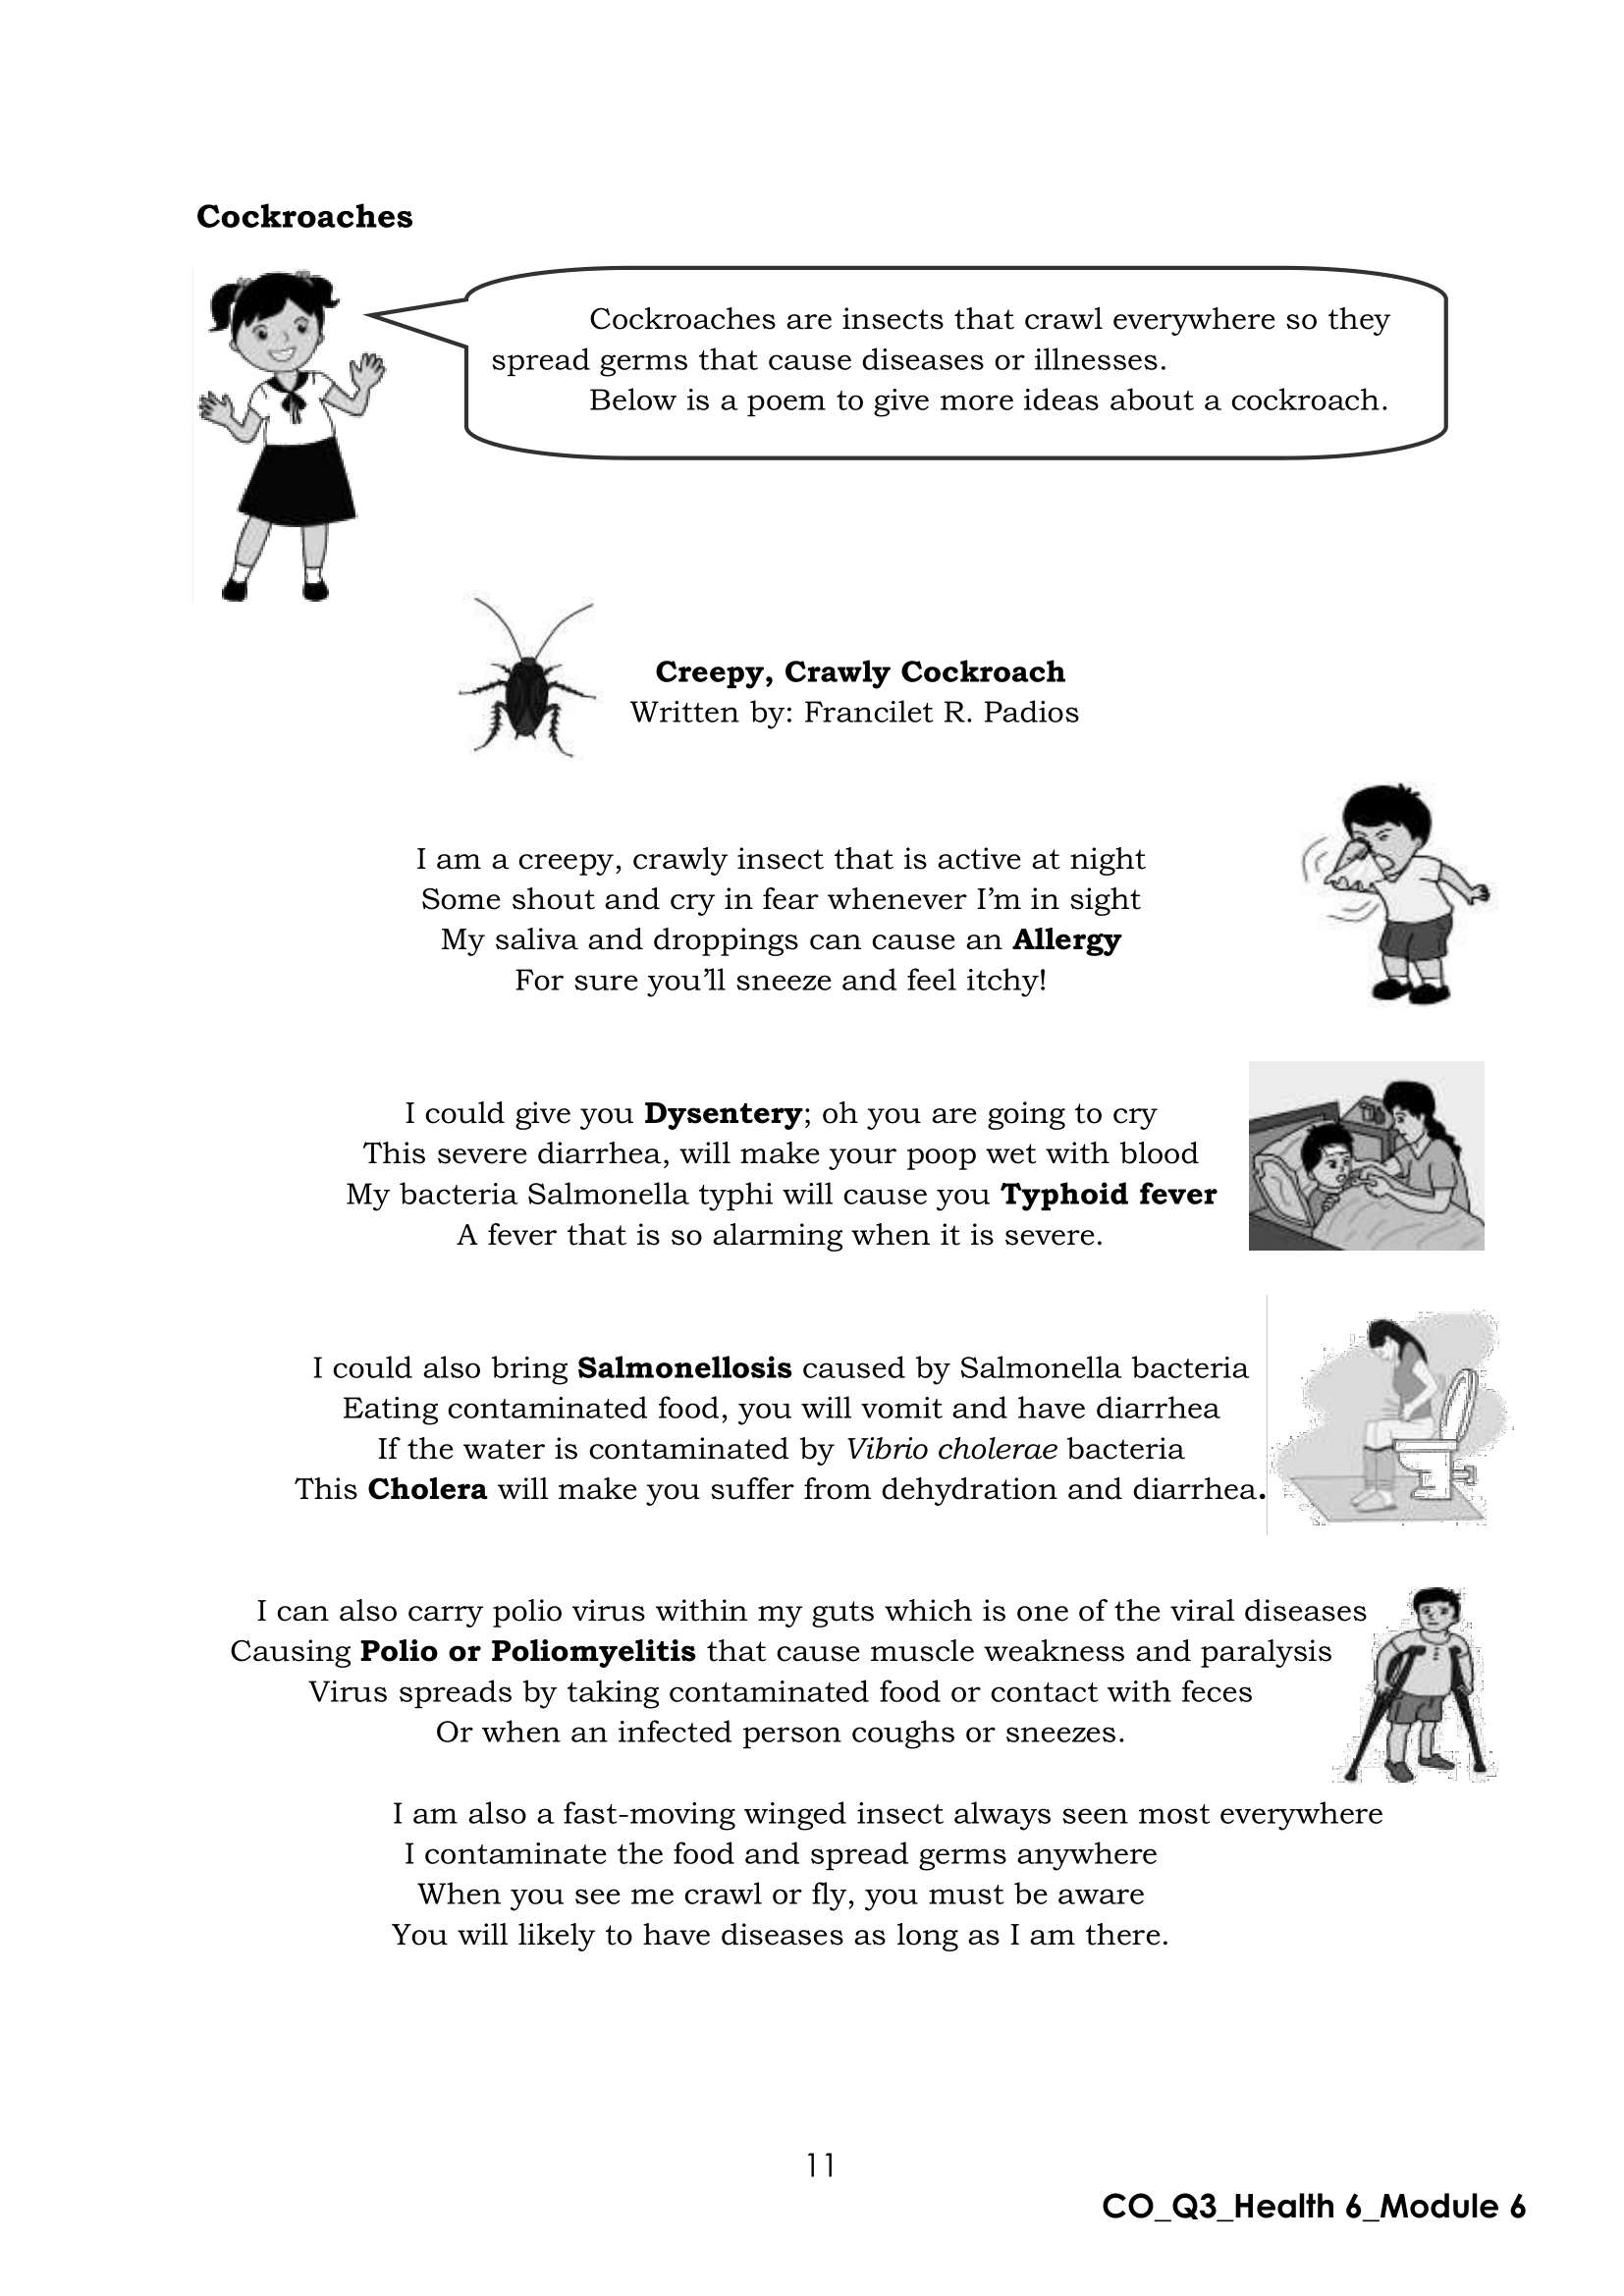 Cockroaches
Cockroaches are insects that crawl everywhere so they
spread germs that cause diseases or illnesses.
Below is a poem to give more ideas about a cockroach.
Creepy, Crawly Cockroach
Written by: Francilet R. Padios
I am a creepy, crawly insect that is active at night
Some shout and cry in fear whenever I’m in sight
My saliva and droppings can cause an Allergy
For sure you’ll sneeze and feel itchy!
I could give you Dysentery; oh you are going to cry
This severe diarrhea, will make your poop wet with blood
My bacteria Salmonella typhi will cause you Typhoid fever
A fever that is so alarming when it is severe.
I could also bring Salmonellosis caused by Salmonella bacteria
Eating contaminated food, you will vomit and have diarrhea
If the water is contaminated by Vibrio cholerae bacteria
This Cholera will make you suffer from dehydration and diarrhea.
I can also carry polio virus within my guts which is one of the viral diseases
Causing Polio or Poliomyelitis that cause muscle weakness and paralysis
Virus spreads by taking contaminated food or contact with feces
Or when an infected person coughs or sneezes.
I am also a fast-moving winged insect always seen most everywhere
I contaminate the food and spread germs anywhere
When you see me crawl or fly, you must be aware
You will likely to have diseases as long as I am there.
11
CO_Q3_Health 6_Module 6